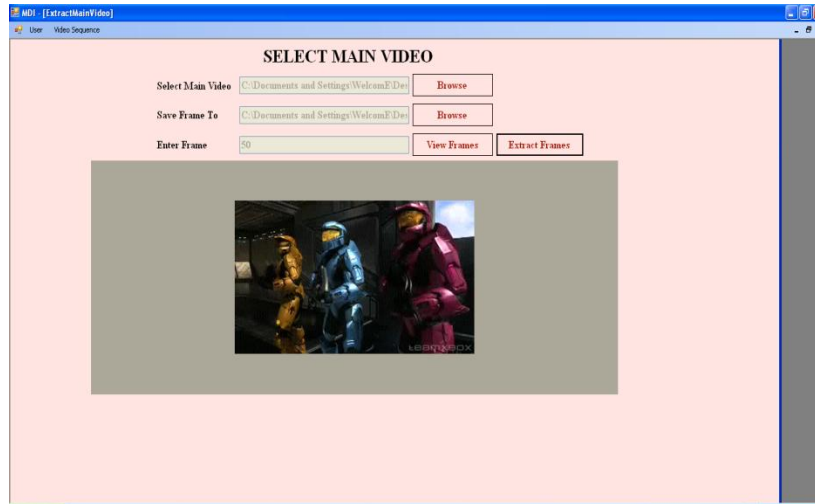 MDI - [ExtractMainVideo]
User Video Sequence
SELECT MAIN VIDEO
Select Main Video C:\Documents and Settings\WelcomE\Des Browse
Save Frame To C:\Documents and Settings\WelcomE\Des Browse
Enter Frame 50 View Frames Extract Frames
teamxbox